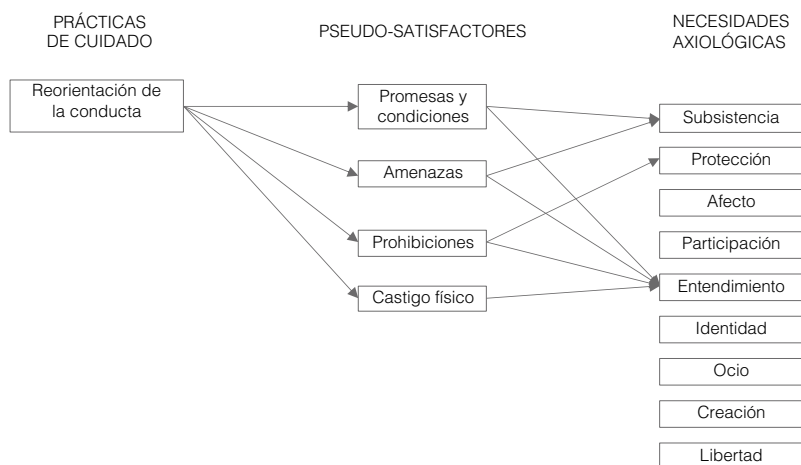 PRÁCTICAS
DE CUIDADO
PSEUDO-SATISFACTORES
NECESIDADES
AXIOLÓGICAS
Reorientación de
la conducta
Promesas y
condiciones
Amenazas
Prohibiciones
Castigo físico
Subsistencia
Protección
Afecto
Participación
Entendimiento
Identidad
Ocio
Creación
Libertad